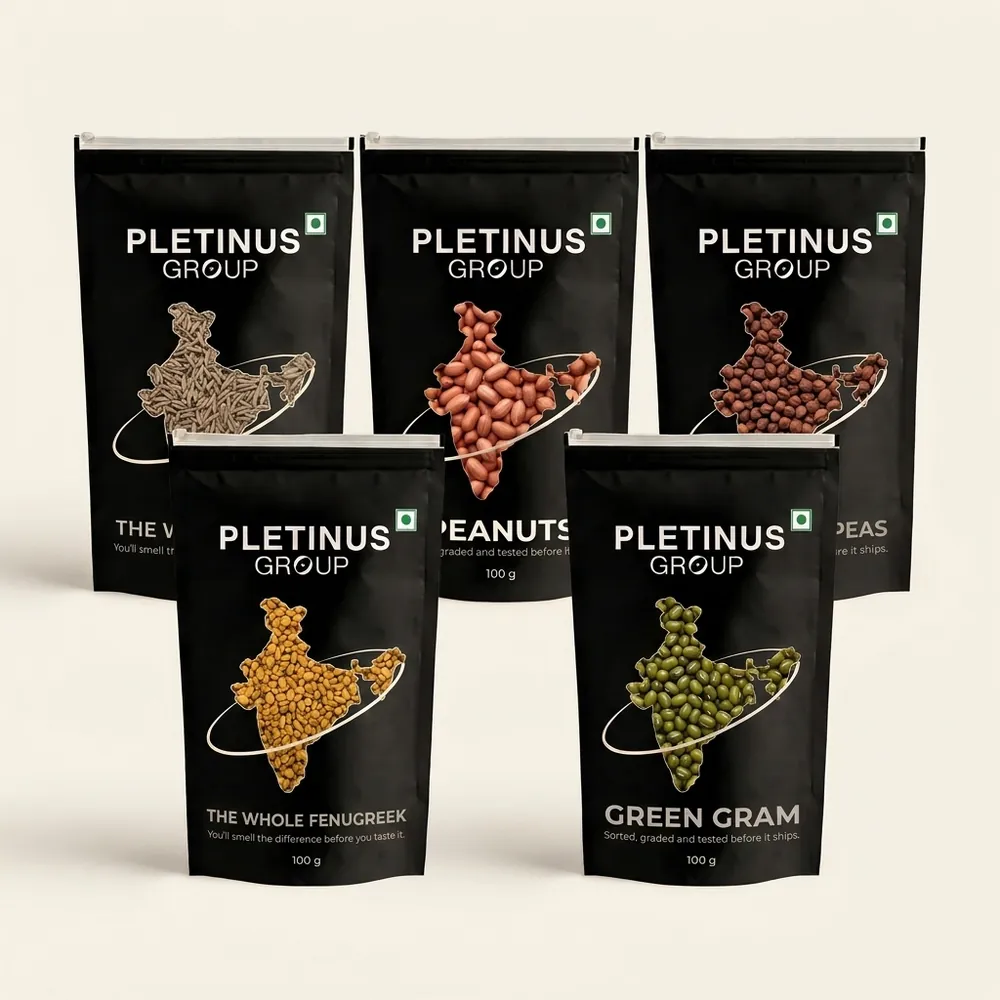 PLETINUS
GROUP
THE W
You'll smell
PLETINUS
GROUP
PEANUTS
graded and tested before
100 g
PLETINUS
GROUP
PEAS
it ships.
PLETINUS
GROUP
THE WHOLE FENUGREEK
You'll smell the difference before you taste it.
100 g
PLETINUS
GROUP
GREEN GRAM
Sorted, graded and tested before it ships.
100 g